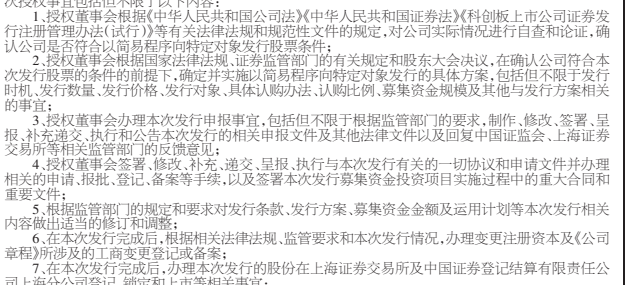 次授权事宜包括但不限于以下内容：
1、授权董事会根据《中华人民共和国公司法》《中华人民共和国证券法》《科创板上市公司证券发
行注册管理办法（试行）》等有关法律法规和规范性文件的规定，对公司实际情况进行自查和论证，确
认公司是否符合以简易程序向特定对象发行股票条件；
2、授权董事会根据国家法律法规、证券监管部门的有关规定和股东大会决议，在确认公司符合本
次发行股票的条件的前提下，确定并实施以简易程序向特定对象发行的具体方案，包括但不限于发行
时机、发行数量、发行价格、发行对象、具体认购办法、认购比例、募集资金规模及其他与发行方案相关
的事宜；
3、授权董事会办理本次发行申报事宜，包括但不限于根据监管部门的要求，制作、修改、签署、呈
报、补充递交、执行和公告本次发行的相关申报文件及其他法律文件以及回复中国证监会、上海证券
交易所等相关监管部门的反馈意见；
4、授权董事会签署、修改、补充、递交、呈报、执行与本次发行有关的一切协议和申请文件并办理
相关的申请、报批、登记、备案等手续，以及签署本次发行募集资金投资项目实施过程中的重大合同和
重要文件；
5、根据监管部门的规定和要求对发行条款、发行方案、募集资金金额及运用计划等本次发行相关
内容做出适当的修订和调整；
6、在本次发行完成后，根据相关法律法规、监管要求和本次发行情况，办理变更注册资本及《公司
章程》所涉及的工商变更登记或备案；
7、在本次发行完成后，办理本次发行的股份在上海证券交易所及中国证券登记结算有限责任公
司上海分公司登记、锁定和上市等相关事宜；